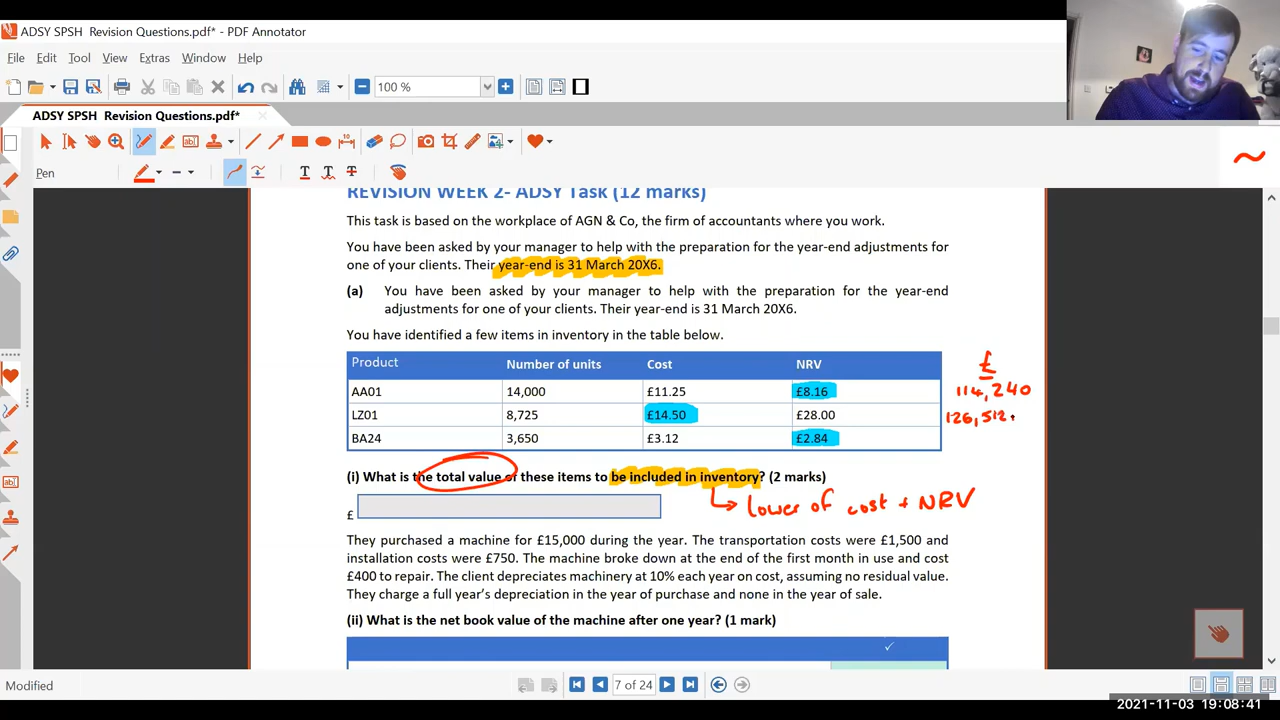 ADSY SPSH Revision Questions.pdf* - PDF Annotator
File Edit Tool View Extras Window Help
100 %
ADSY SPSH Revision Questions.pdf*
Pen
REVISION WEEK 2- ADSY Task (12 marks)
This task is based on the workplace of AGN & Co, the firm of accountants where you work.
You have been asked by your manager to help with the preparation for the year-end adjustments for
one of your clients. Their year-end is 31 March 20X6.
(a) You have been asked by your manager to help with the preparation for the year-end
adjustments for one of your clients. Their year-end is 31 March 20X6.
You have identified a few items in inventory in the table below.
£
Product Number of units Cost NRV
AA01 14,000 £11.25 £8.16 114,240
LZ01 8,725 £14.50 £28.00 126,512.
BA24 3,650 £3.12 £2.84
(i) What is the total value of these items to be included in inventory? (2 marks)
lower of cost + NRV
£
They purchased a machine for £15,000 during the year. The transportation costs were £1,500 and
installation costs were £750. The machine broke down at the end of the first month in use and cost
£400 to repair. The client depreciates machinery at 10% each year on cost, assuming no residual value.
They charge a full year's depreciation in the year of purchase and none in the year of sale.
(ii) What is the net book value of the machine after one year? (1 mark)
Modified
7 of 24
2021-11-03 19:08:41